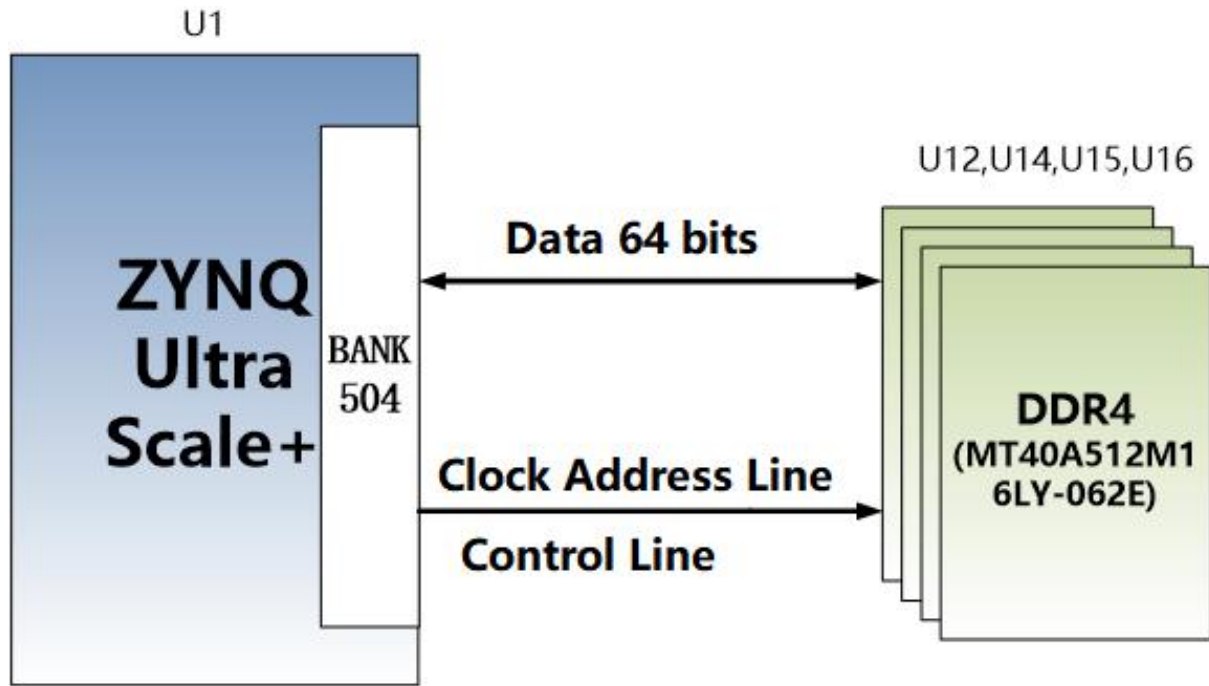 U1
U12,U14,U15,U16
ZYNQ
Ultra
Scale+
BANK
504
Data 64 bits
Clock Address Line
Control Line
DDR4
(MT40A512M1
6LY-062E)